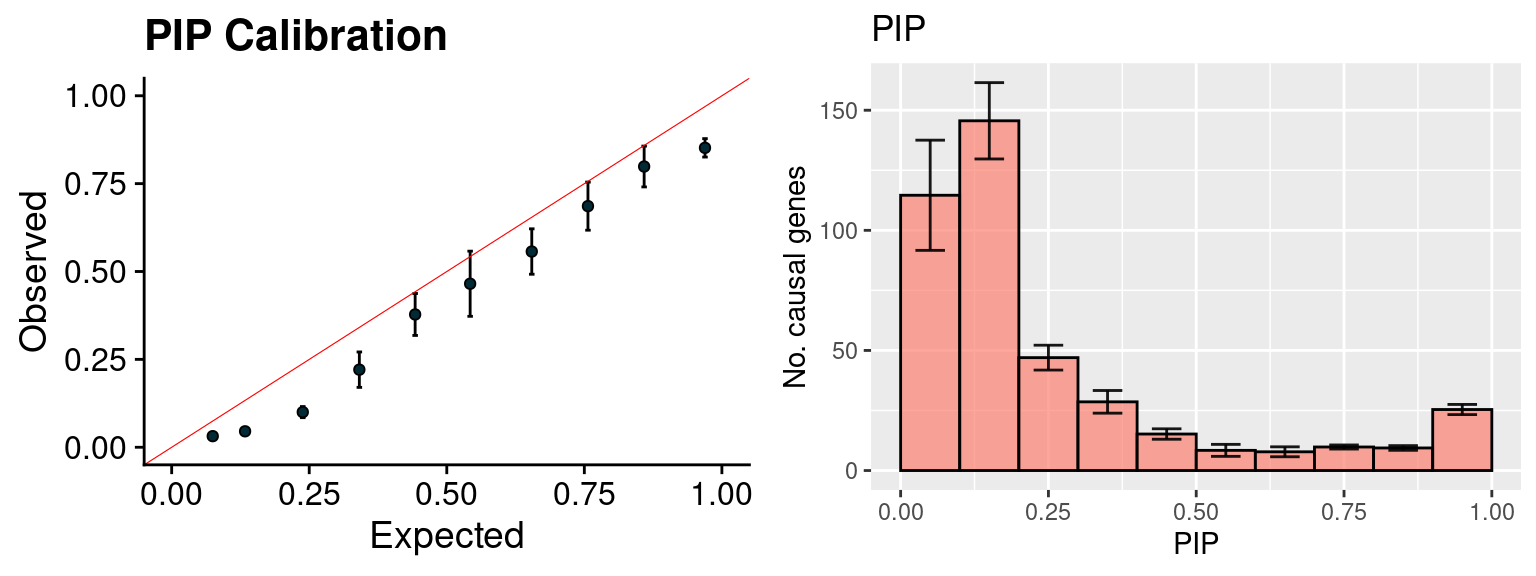 PIP Calibration
1.00
0.75
0.50
0.25
0.00
Observed
0.00 0.25 0.50 0.75 1.00
Expected
PIP
150
100
50
0
No. causal genes
0.00 0.25 0.50 0.75 1.00
PIP